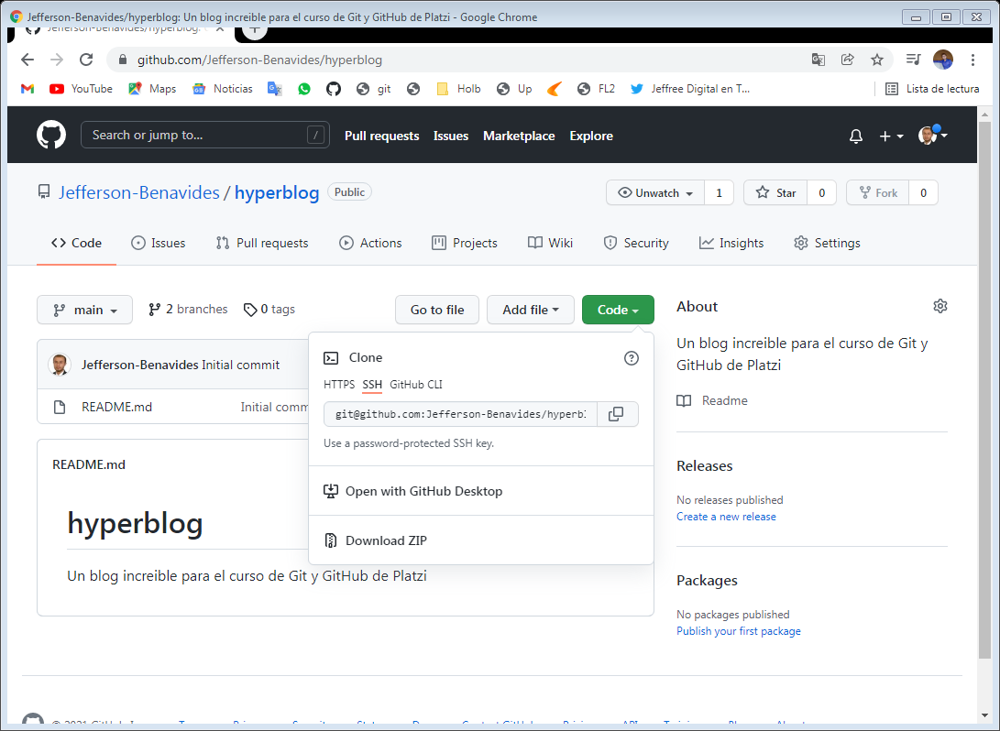 Jefferson-Benavides/hyperblog: Un blog increible para el curso de Git y GitHub de Platzi - Google Chrome
Jefferson-Benavides/hyperblog:
github.com/Jefferson-Benavides/hyperblog
YouTube Maps Noticias git Holb Up FL2 Jeffree Digital en T... Lista de lectura
Search or jump to... / Pull requests Issues Marketplace Explore
Jefferson-Benavides / hyperblog Public Unwatch 1 Star 0 Fork 0
Code Issues Pull requests Actions Projects Wiki Security Insights Settings
main 2 branches 0 tags Go to file Add file Code
Jefferson-Benavides Initial commit
README.md Initial comm
Clone
HTTPS SSH GitHub CLI
git@github.com:Jefferson-Benavides/hyperb
Use a password-protected SSH key.
Open with GitHub Desktop
Download ZIP
README.md
hyperblog
Un blog increible para el curso de Git y GitHub de Platzi
About
Un blog increible para el curso de Git y
GitHub de Platzi
Readme
Releases
No releases published
Create a new release
Packages
No packages published
Publish your first package
© 2021 GitHub